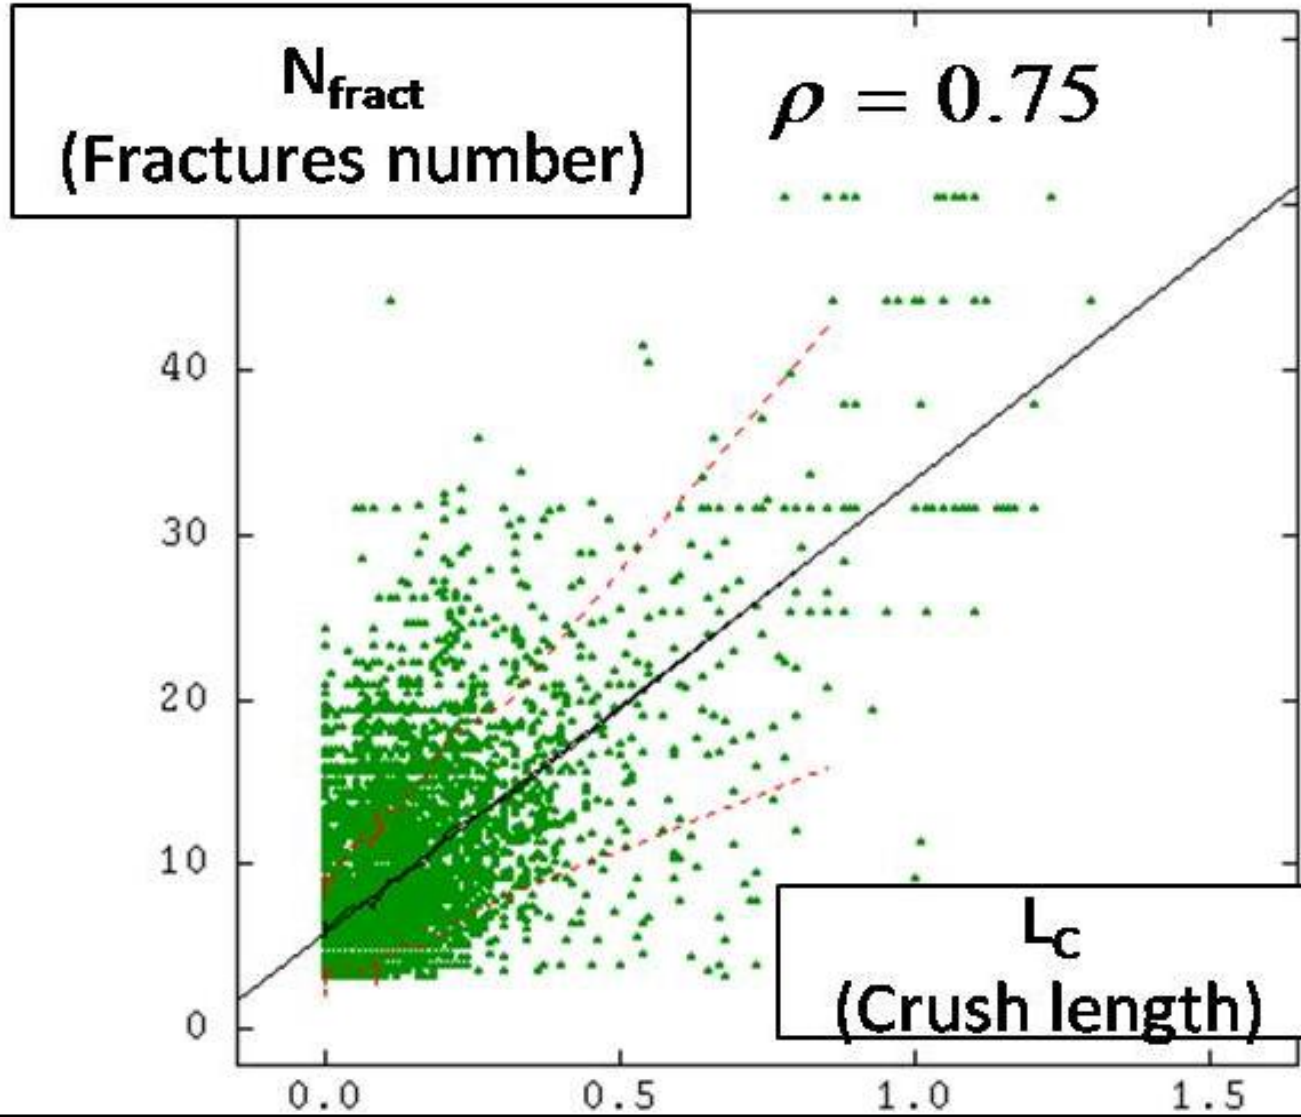 N_fract
(Fractures number)
ρ = 0.75
40
30
20
10
0
L_C
(Crush length)
0.0 0.5 1.0 1.5